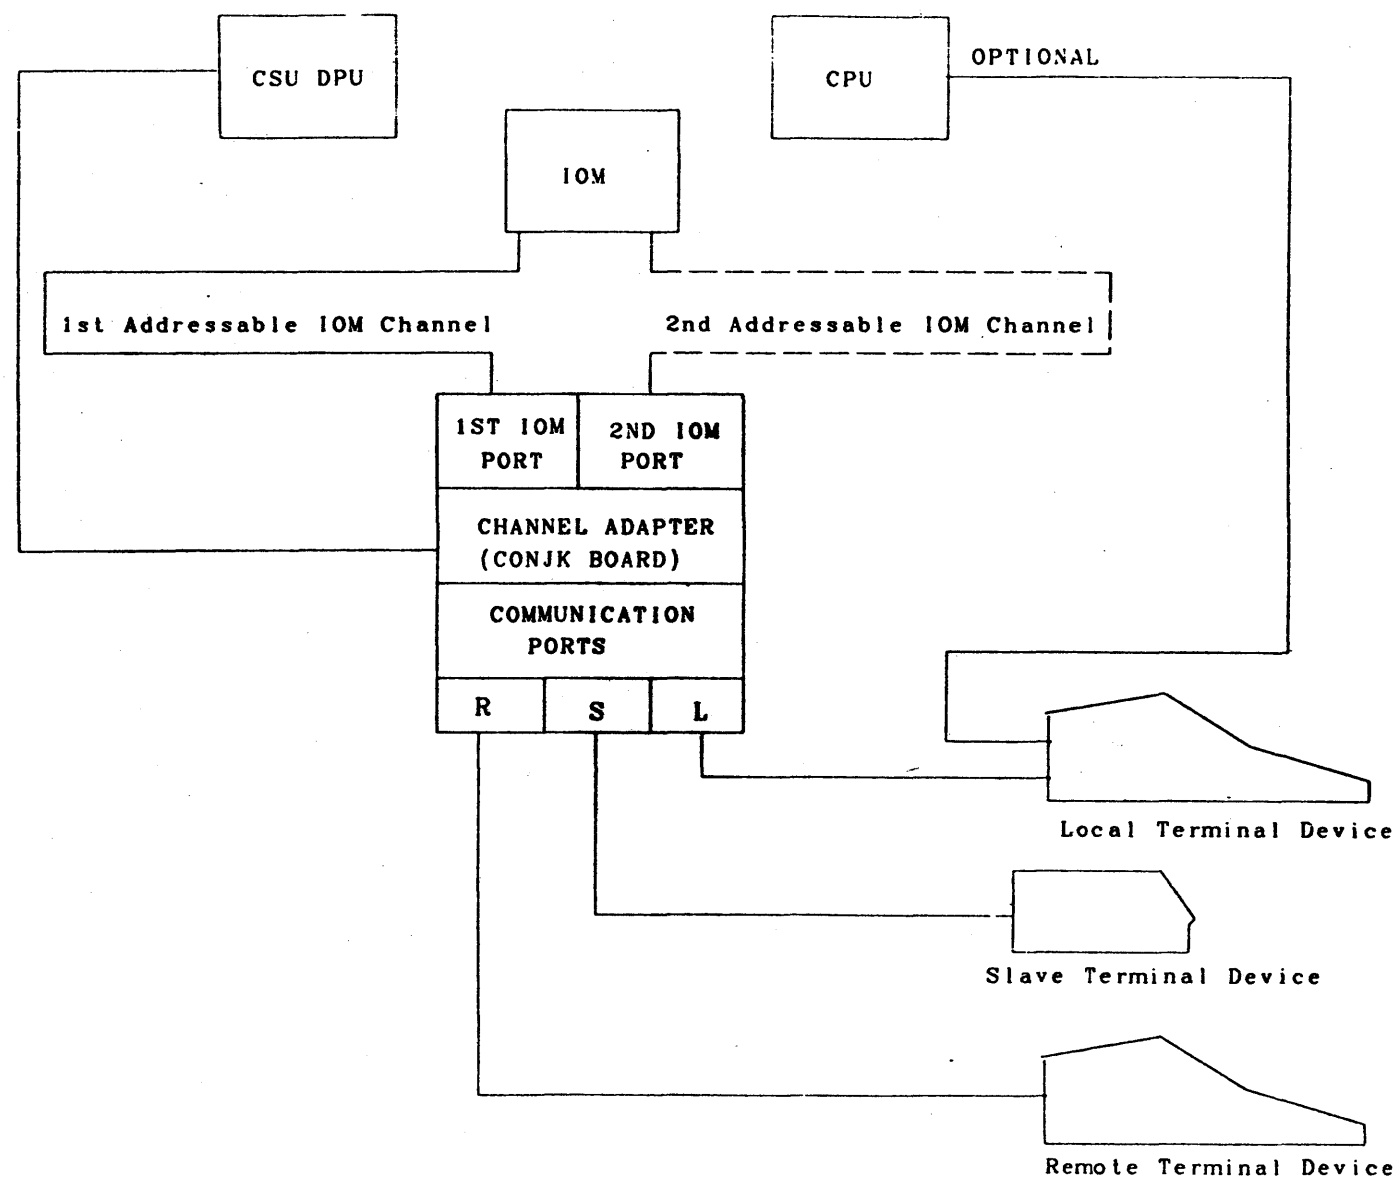 OPTIONAL
CSU DPU
CPU
IOM
1st Addressable IOM Channel
2nd Addressable IOM Channel
1ST IOM
PORT
2ND IOM
PORT
CHANNEL ADAPTER
(CONJK BOARD)
COMMUNICATION
PORTS
R
S
L
Local Terminal Device
Slave Terminal Device
Remote Terminal Device